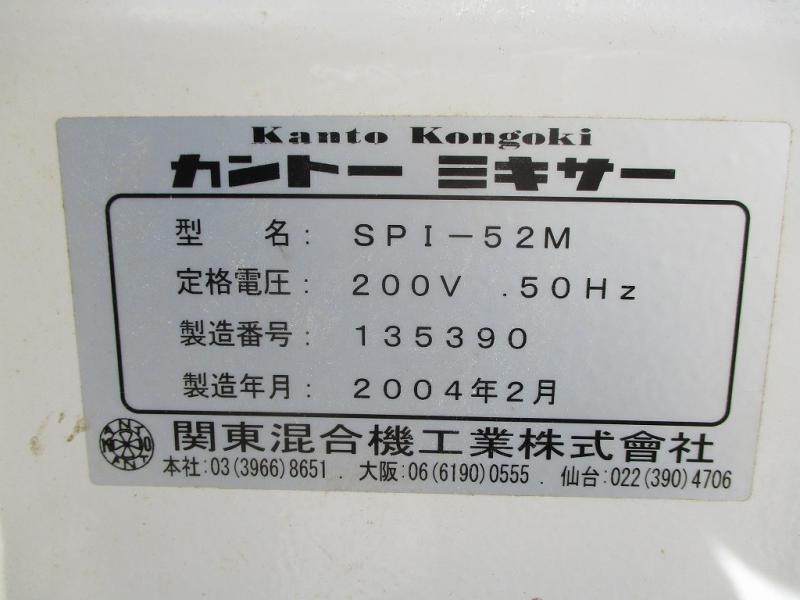 Kanto Kongoki
カントー ミキサー
型　　名： ＳＰＩ－５２Ｍ
定格電圧： ２００Ｖ ．５０Ｈｚ
製造番号： １３５３９０
製造年月： ２００４年２月
関東混合機工業株式會社
本社:03(3966)8651 . 大阪:06(6190)0555 . 仙台:022(390)4706